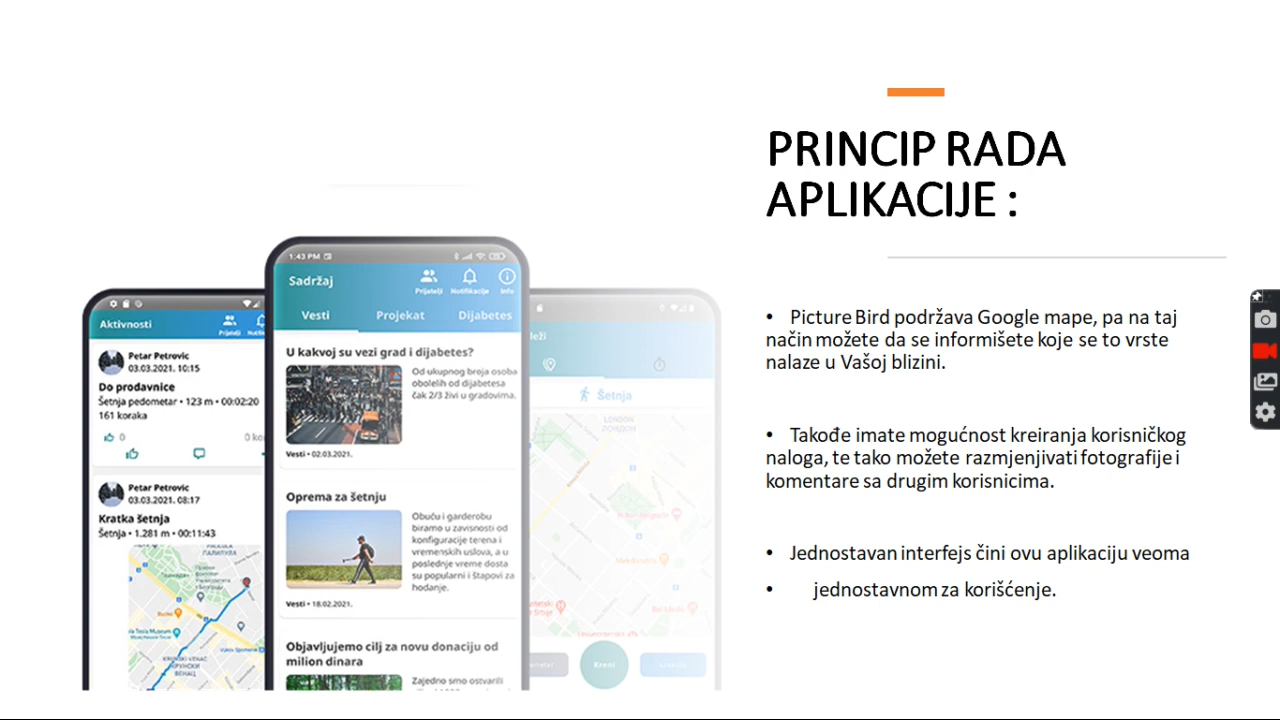 PRINCIP RADA
APLIKACIJE :
• Picture Bird podržava Google mape, pa na taj
način možete da se informišete koje se to vrste
nalaze u Vašoj blizini.
• Takođe imate mogućnost kreiranja korisničkog
naloga, te tako možete razmjenjivati fotografije i
komentare sa drugim korisnicima.
• Jednostavan interfejs čini ovu aplikaciju veoma
• jednostavnom za korišćenje.
Aktivnosti
Prijatelji
Petar Petrovic
03.03.2021. 10:15
Do prodavnice
Šetnja pedometar • 123 m • 00:02:20
161 koraka
0
0
Petar Petrovic
03.03.2021. 08:17
Kratka šetnja
Šetnja • 1.281 m • 00:11:43
1:43 PM
Sadržaj
Prijatelji
Notifikacije
Info
Vesti
Projekat
Dijabetes
U kakvoj su vezi grad i dijabetes?
Od ukupnog broja osoba
obolelih od dijabetesa
čak 2/3 živi u gradovima.
Vesti • 02.03.2021.
Oprema za šetnju
Obuću i garderobu
biramo u zavisnosti od
konfiguracije terena i
vremenskih uslova, a u
poslednje vreme dosta
su popularni i štapovi za
hodanje.
Vesti • 18.02.2021.
Objavljujemo cilj za novu donaciju od
milion dinara
Zajedno smo ostvarili
Šetnja
Kreni